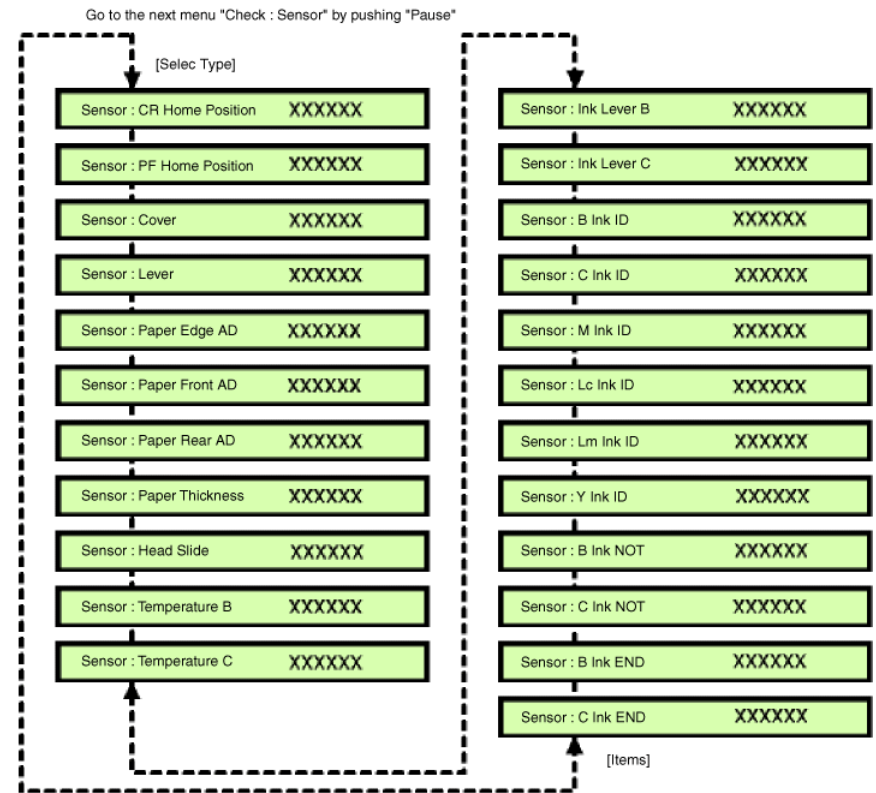 Go to the next menu "Check : Sensor" by pushing "Pause"
[Selec Type]
Sensor : CR Home Position XXXXXX
Sensor : PF Home Position XXXXXX
Sensor : Cover XXXXXX
Sensor : Lever XXXXXX
Sensor : Paper Edge AD XXXXXX
Sensor : Paper Front AD XXXXXX
Sensor : Paper Rear AD XXXXXX
Sensor : Paper Thickness XXXXXX
Sensor : Head Slide XXXXXX
Sensor : Temperature B XXXXXX
Sensor : Temperature C XXXXXX
Sensor : Ink Lever B XXXXXX
Sensor : Ink Lever C XXXXXX
Sensor : B Ink ID XXXXXX
Sensor : C Ink ID XXXXXX
Sensor : M Ink ID XXXXXX
Sensor : Lc Ink ID XXXXXX
Sensor : Lm Ink ID XXXXXX
Sensor : Y Ink ID XXXXXX
Sensor : B Ink NOT XXXXXX
Sensor : C Ink NOT XXXXXX
Sensor : B Ink END XXXXXX
Sensor : C Ink END XXXXXX
[Items]